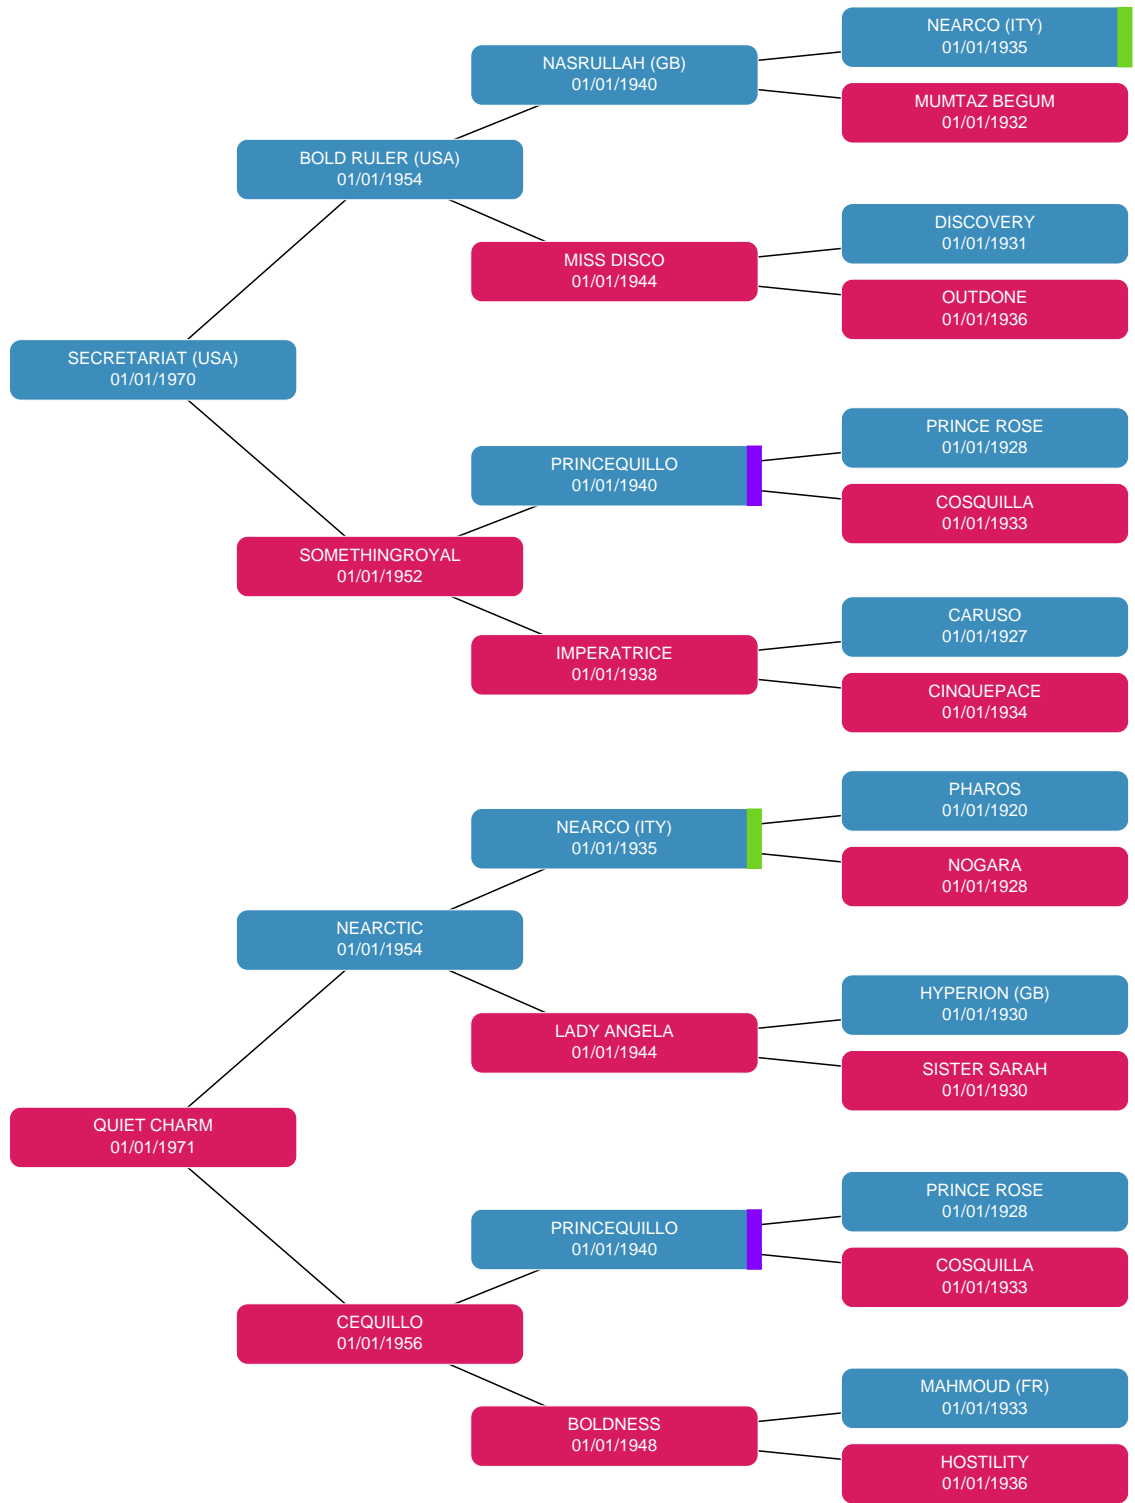 NEARCO (ITY)
01/01/1935
NASRULLAH (GB)
01/01/1940
MUMTAZ BEGUM
01/01/1932
BOLD RULER (USA)
01/01/1954
DISCOVERY
01/01/1931
MISS DISCO
01/01/1944
OUTDONE
01/01/1936
SECRETARIAT (USA)
01/01/1970
PRINCE ROSE
01/01/1928
PRINCEQUILLO
01/01/1940
COSQUILLA
01/01/1933
SOMETHINGROYAL
01/01/1952
CARUSO
01/01/1927
IMPERATRICE
01/01/1938
CINQUEPACE
01/01/1934
PHAROS
01/01/1920
NEARCO (ITY)
01/01/1935
NOGARA
01/01/1928
NEARCTIC
01/01/1954
HYPERION (GB)
01/01/1930
LADY ANGELA
01/01/1944
SISTER SARAH
01/01/1930
QUIET CHARM
01/01/1971
PRINCE ROSE
01/01/1928
PRINCEQUILLO
01/01/1940
COSQUILLA
01/01/1933
CEQUILLO
01/01/1956
MAHMOUD (FR)
01/01/1933
BOLDNESS
01/01/1948
HOSTILITY
01/01/1936